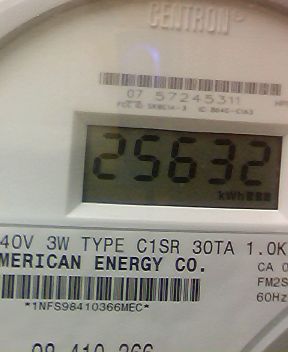 CENTRON
07 57245311
25632
kWh
40V 3W TYPE C1SR 30TA 1.0K
MERICAN ENERGY CO.
CA 0
FM2S
60Hz
*1NFS98410366MEC*
98 410 366